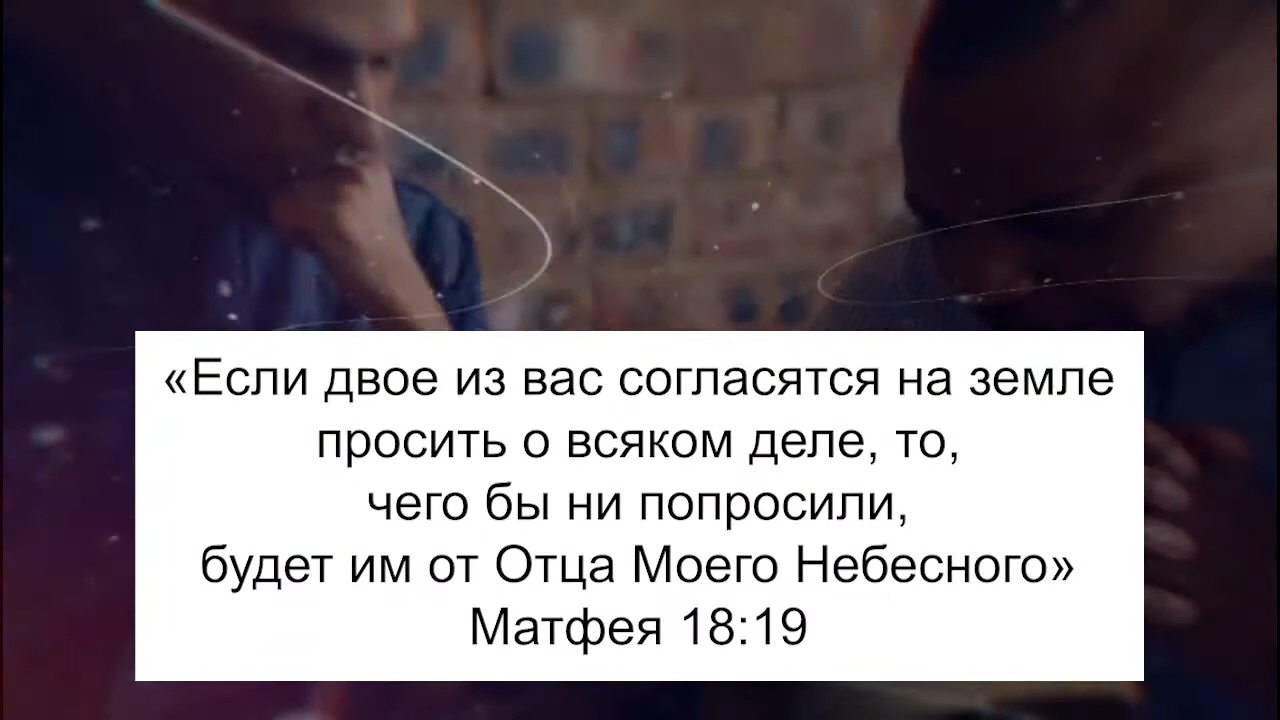 «Если двое из вас согласятся на земле
просить о всяком деле, то,
чего бы ни попросили,
будет им от Отца Моего Небесного»
Матфея 18:19